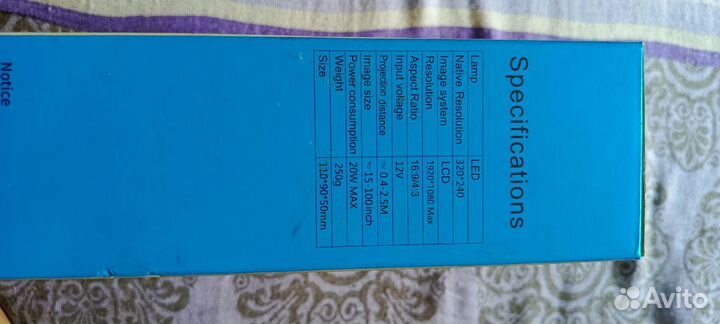 Specifications
Lamp LED
Native Resolution 320*240
Image system LCD
Resolution 1920*1080 Max
Aspect Ratio 16:9/4:3
Input voltage 12V
Projection distance ≈ 0.4-2.5M
Image size ≈ 15-100inch
Power consumption 20W MAX
Weight 250g
Size 110*90*50mm
Notice
Avito